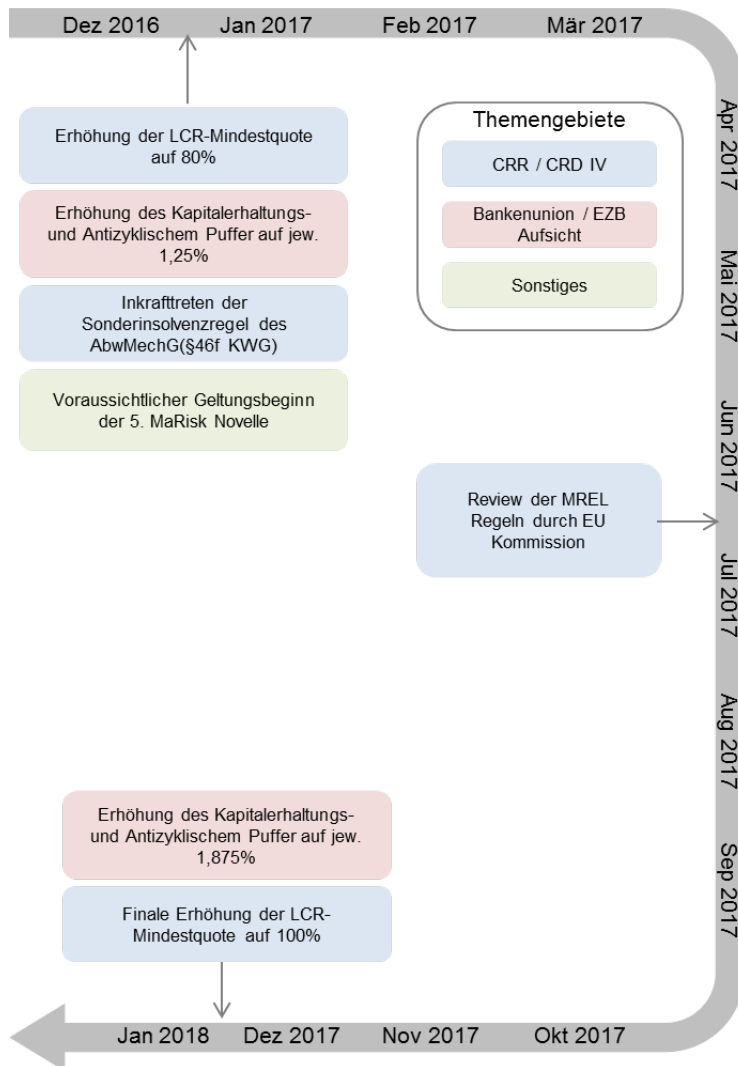 Dez 2016
Jan 2017
Feb 2017
Mär 2017
Apr 2017
Mai 2017
Jun 2017
Jul 2017
Aug 2017
Sep 2017
Okt 2017
Nov 2017
Dez 2017
Jan 2018
Erhöhung der LCR-Mindestquote
auf 80%
Erhöhung des Kapitalerhaltungs-
und Antizyklischem Puffer auf jew.
1,25%
Inkrafttreten der
Sonderinsolvenzregel des
AbwMechG(§46f KWG)
Voraussichtlicher Geltungsbeginn
der 5. MaRisk Novelle
Themengebiete
CRR / CRD IV
Bankenunion / EZB
Aufsicht
Sonstiges
Review der MREL
Regeln durch EU
Kommission
Erhöhung des Kapitalerhaltungs-
und Antizyklischem Puffer auf jew.
1,875%
Finale Erhöhung der LCR-
Mindestquote auf 100%